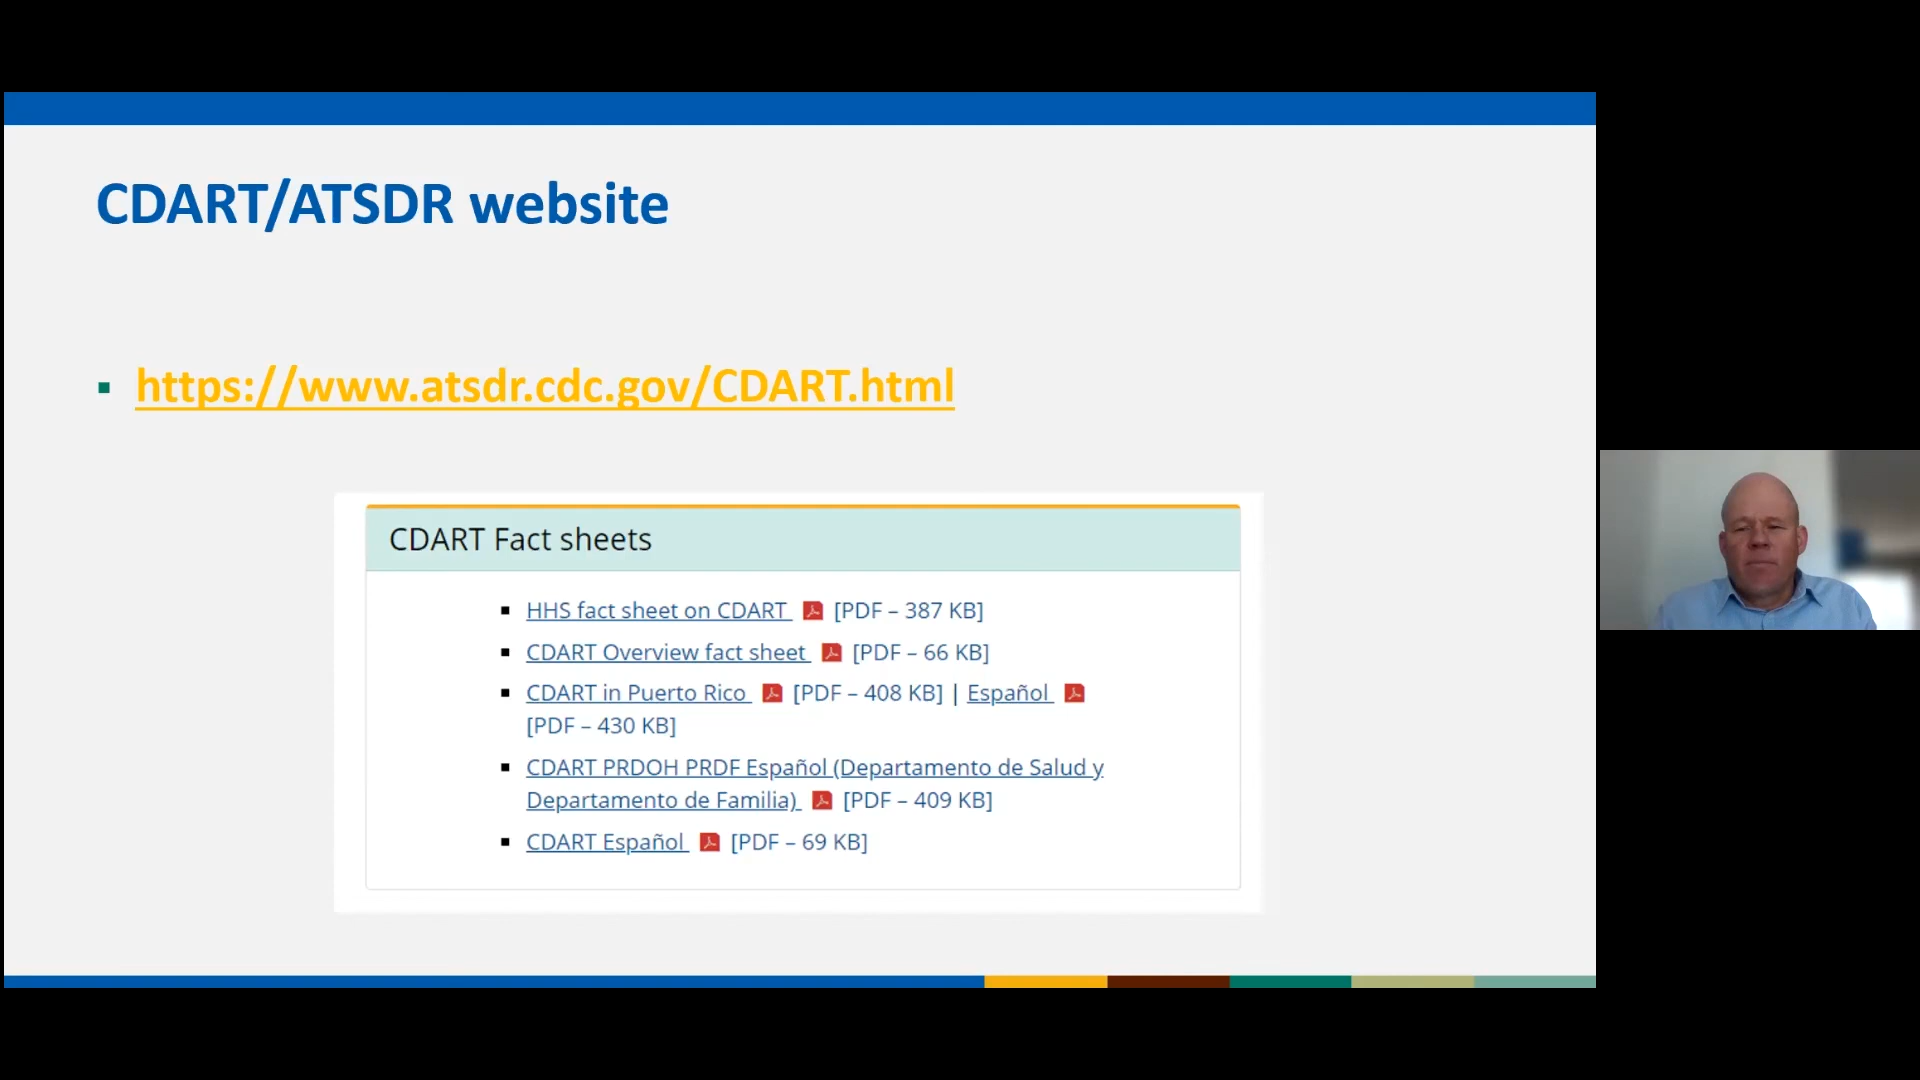 CDART/ATSDR website
▪ https://www.atsdr.cdc.gov/CDART.html
CDART Fact sheets
▪ HHS fact sheet on CDART [PDF – 387 KB]
▪ CDART Overview fact sheet [PDF – 66 KB]
▪ CDART in Puerto Rico [PDF – 408 KB] | Español
[PDF – 430 KB]
▪ CDART PRDOH PRDF Español (Departamento de Salud y
Departamento de Familia) [PDF – 409 KB]
▪ CDART Español [PDF – 69 KB]